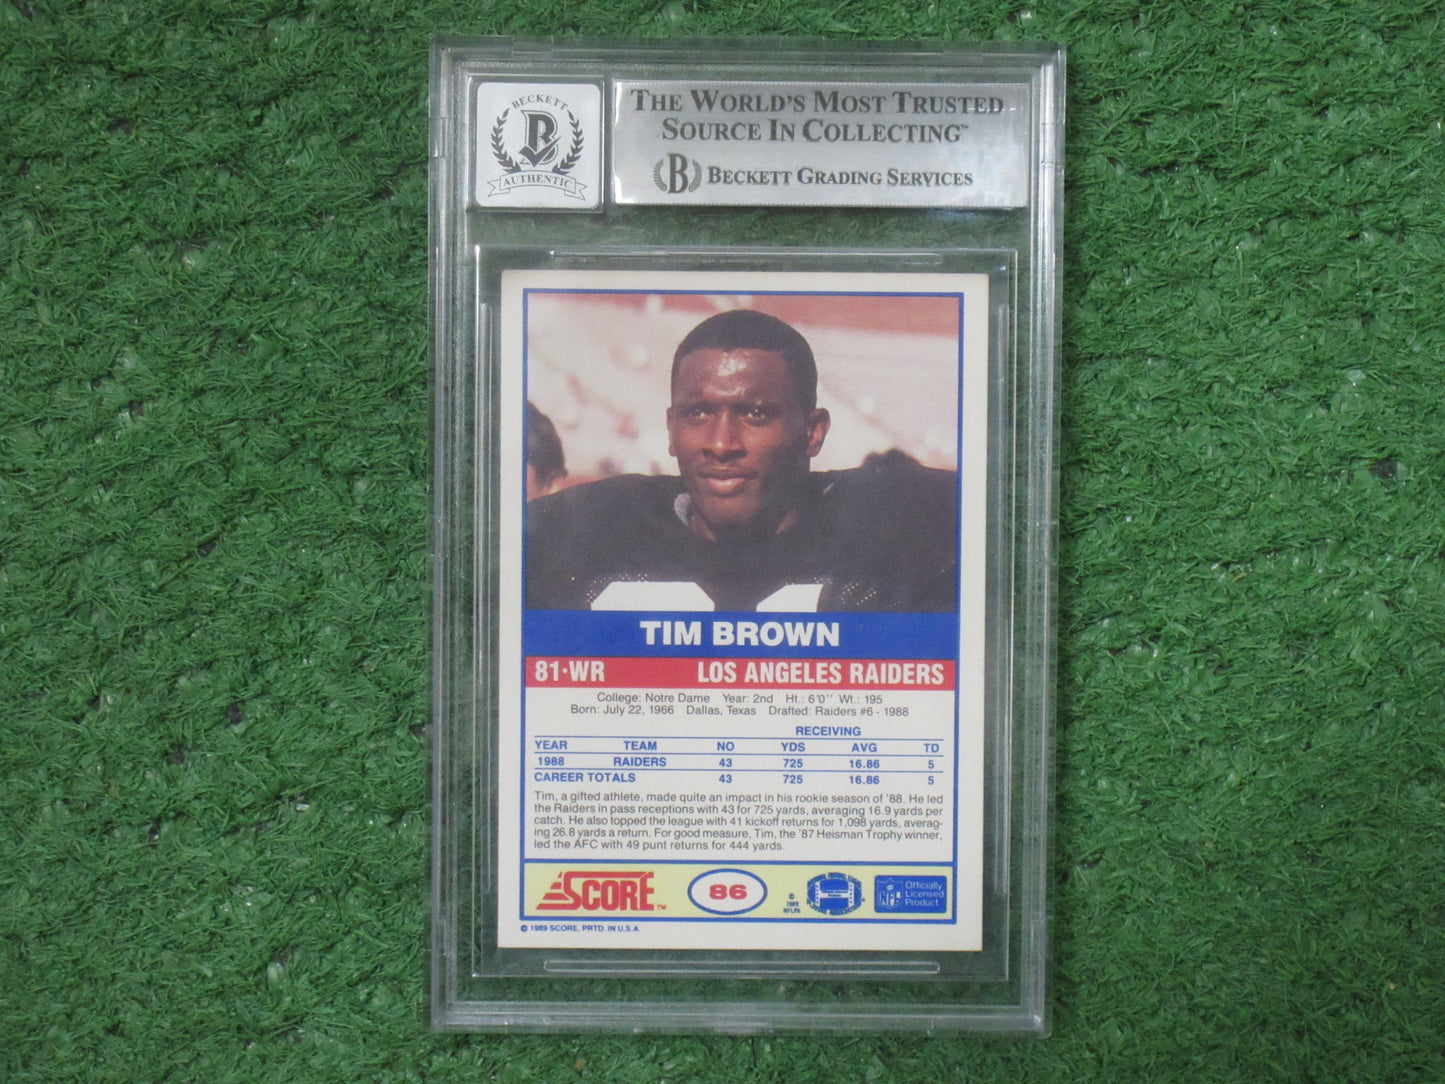 BECKETT
B
AUTHENTIC
THE WORLD'S MOST TRUSTED
SOURCE IN COLLECTING™
B BECKETT GRADING SERVICES
TIM BROWN
81·WR LOS ANGELES RAIDERS
College: Notre Dame Year: 2nd Ht.: 6'0'' Wt.: 195
Born: July 22, 1966 Dallas, Texas Drafted: Raiders #6 - 1988
RECEIVING
YEAR TEAM NO YDS AVG TD
1988 RAIDERS 43 725 16.86 5
CAREER TOTALS 43 725 16.86 5
Tim, a gifted athlete, made quite an impact in his rookie season of '88. He led
the Raiders in pass receptions with 43 for 725 yards, averaging 16.9 yards per
catch. He also topped the league with 41 kickoff returns for 1,098 yards, averag-
ing 26.8 yards a return. For good measure, Tim, the '87 Heisman Trophy winner,
led the AFC with 49 punt returns for 444 yards.
SCORE™
86
©
1989
NFLPA
NFL
Officially
Licensed
Product
© 1989 SCORE, PRTD. IN U.S.A.